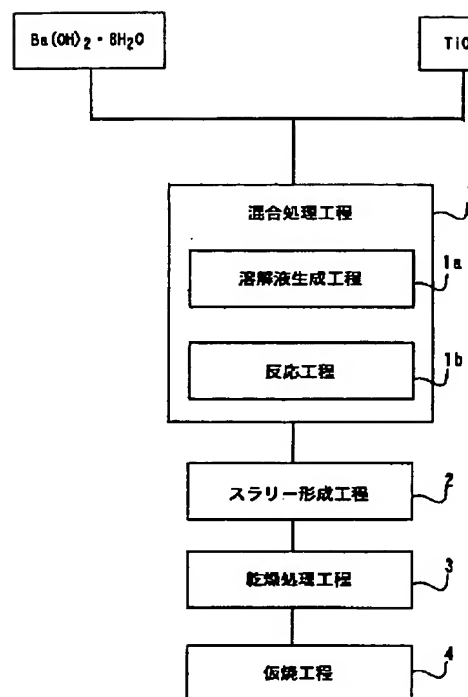 Ba(OH)2・8H2O
TiO
混合処理工程
溶解液生成工程
1a
反応工程
1b
スラリー形成工程
2
乾燥処理工程
3
仮焼工程
4